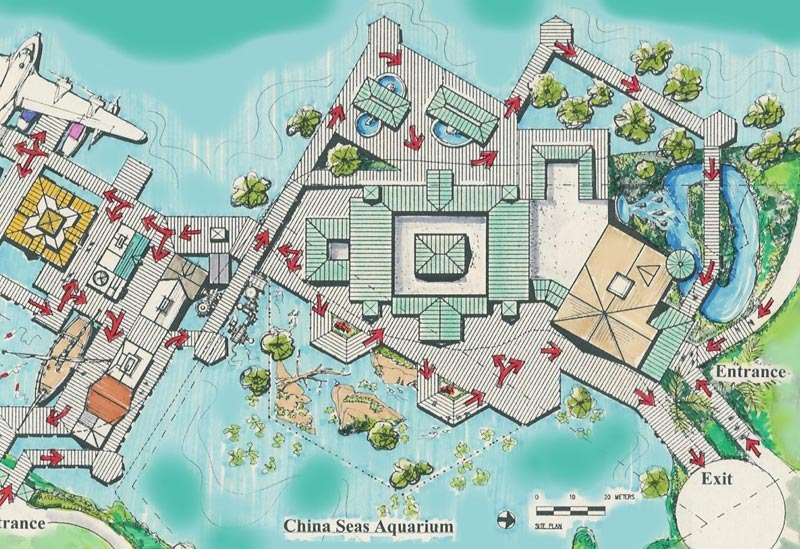 Entrance
Exit
0 10 20 METERS
SITE PLAN
China Seas Aquarium
trance